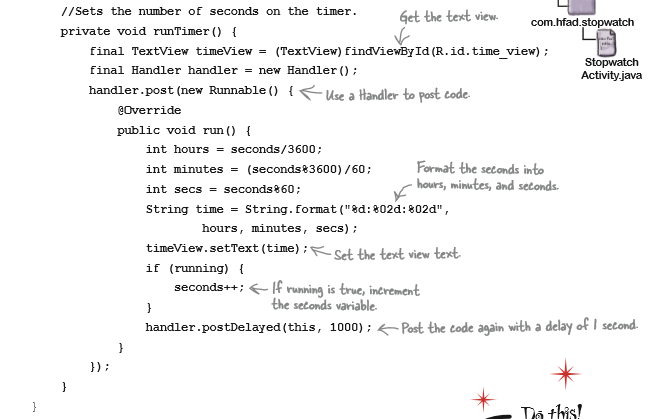 //Sets the number of seconds on the timer.
Get the text view.
private void runTimer() {
com.hfad.stopwatch
final TextView timeView = (TextView)findViewById(R.id.time_view);
Stopwatch
Activity.java
final Handler handler = new Handler();
handler.post(new Runnable() {
Use a Handler to post code.
@Override
public void run() {
int hours = seconds/3600;
int minutes = (seconds%3600)/60;
Format the seconds into
hours, minutes, and seconds.
int secs = seconds%60;
String time = String.format("%d:%02d:%02d",
hours, minutes, secs);
timeView.setText(time);
Set the text view text.
if (running) {
seconds++;
If running is true, increment
the seconds variable.
}
handler.postDelayed(this, 1000);
Post the code again with a delay of 1 second.
}
});
}
}
Do this!